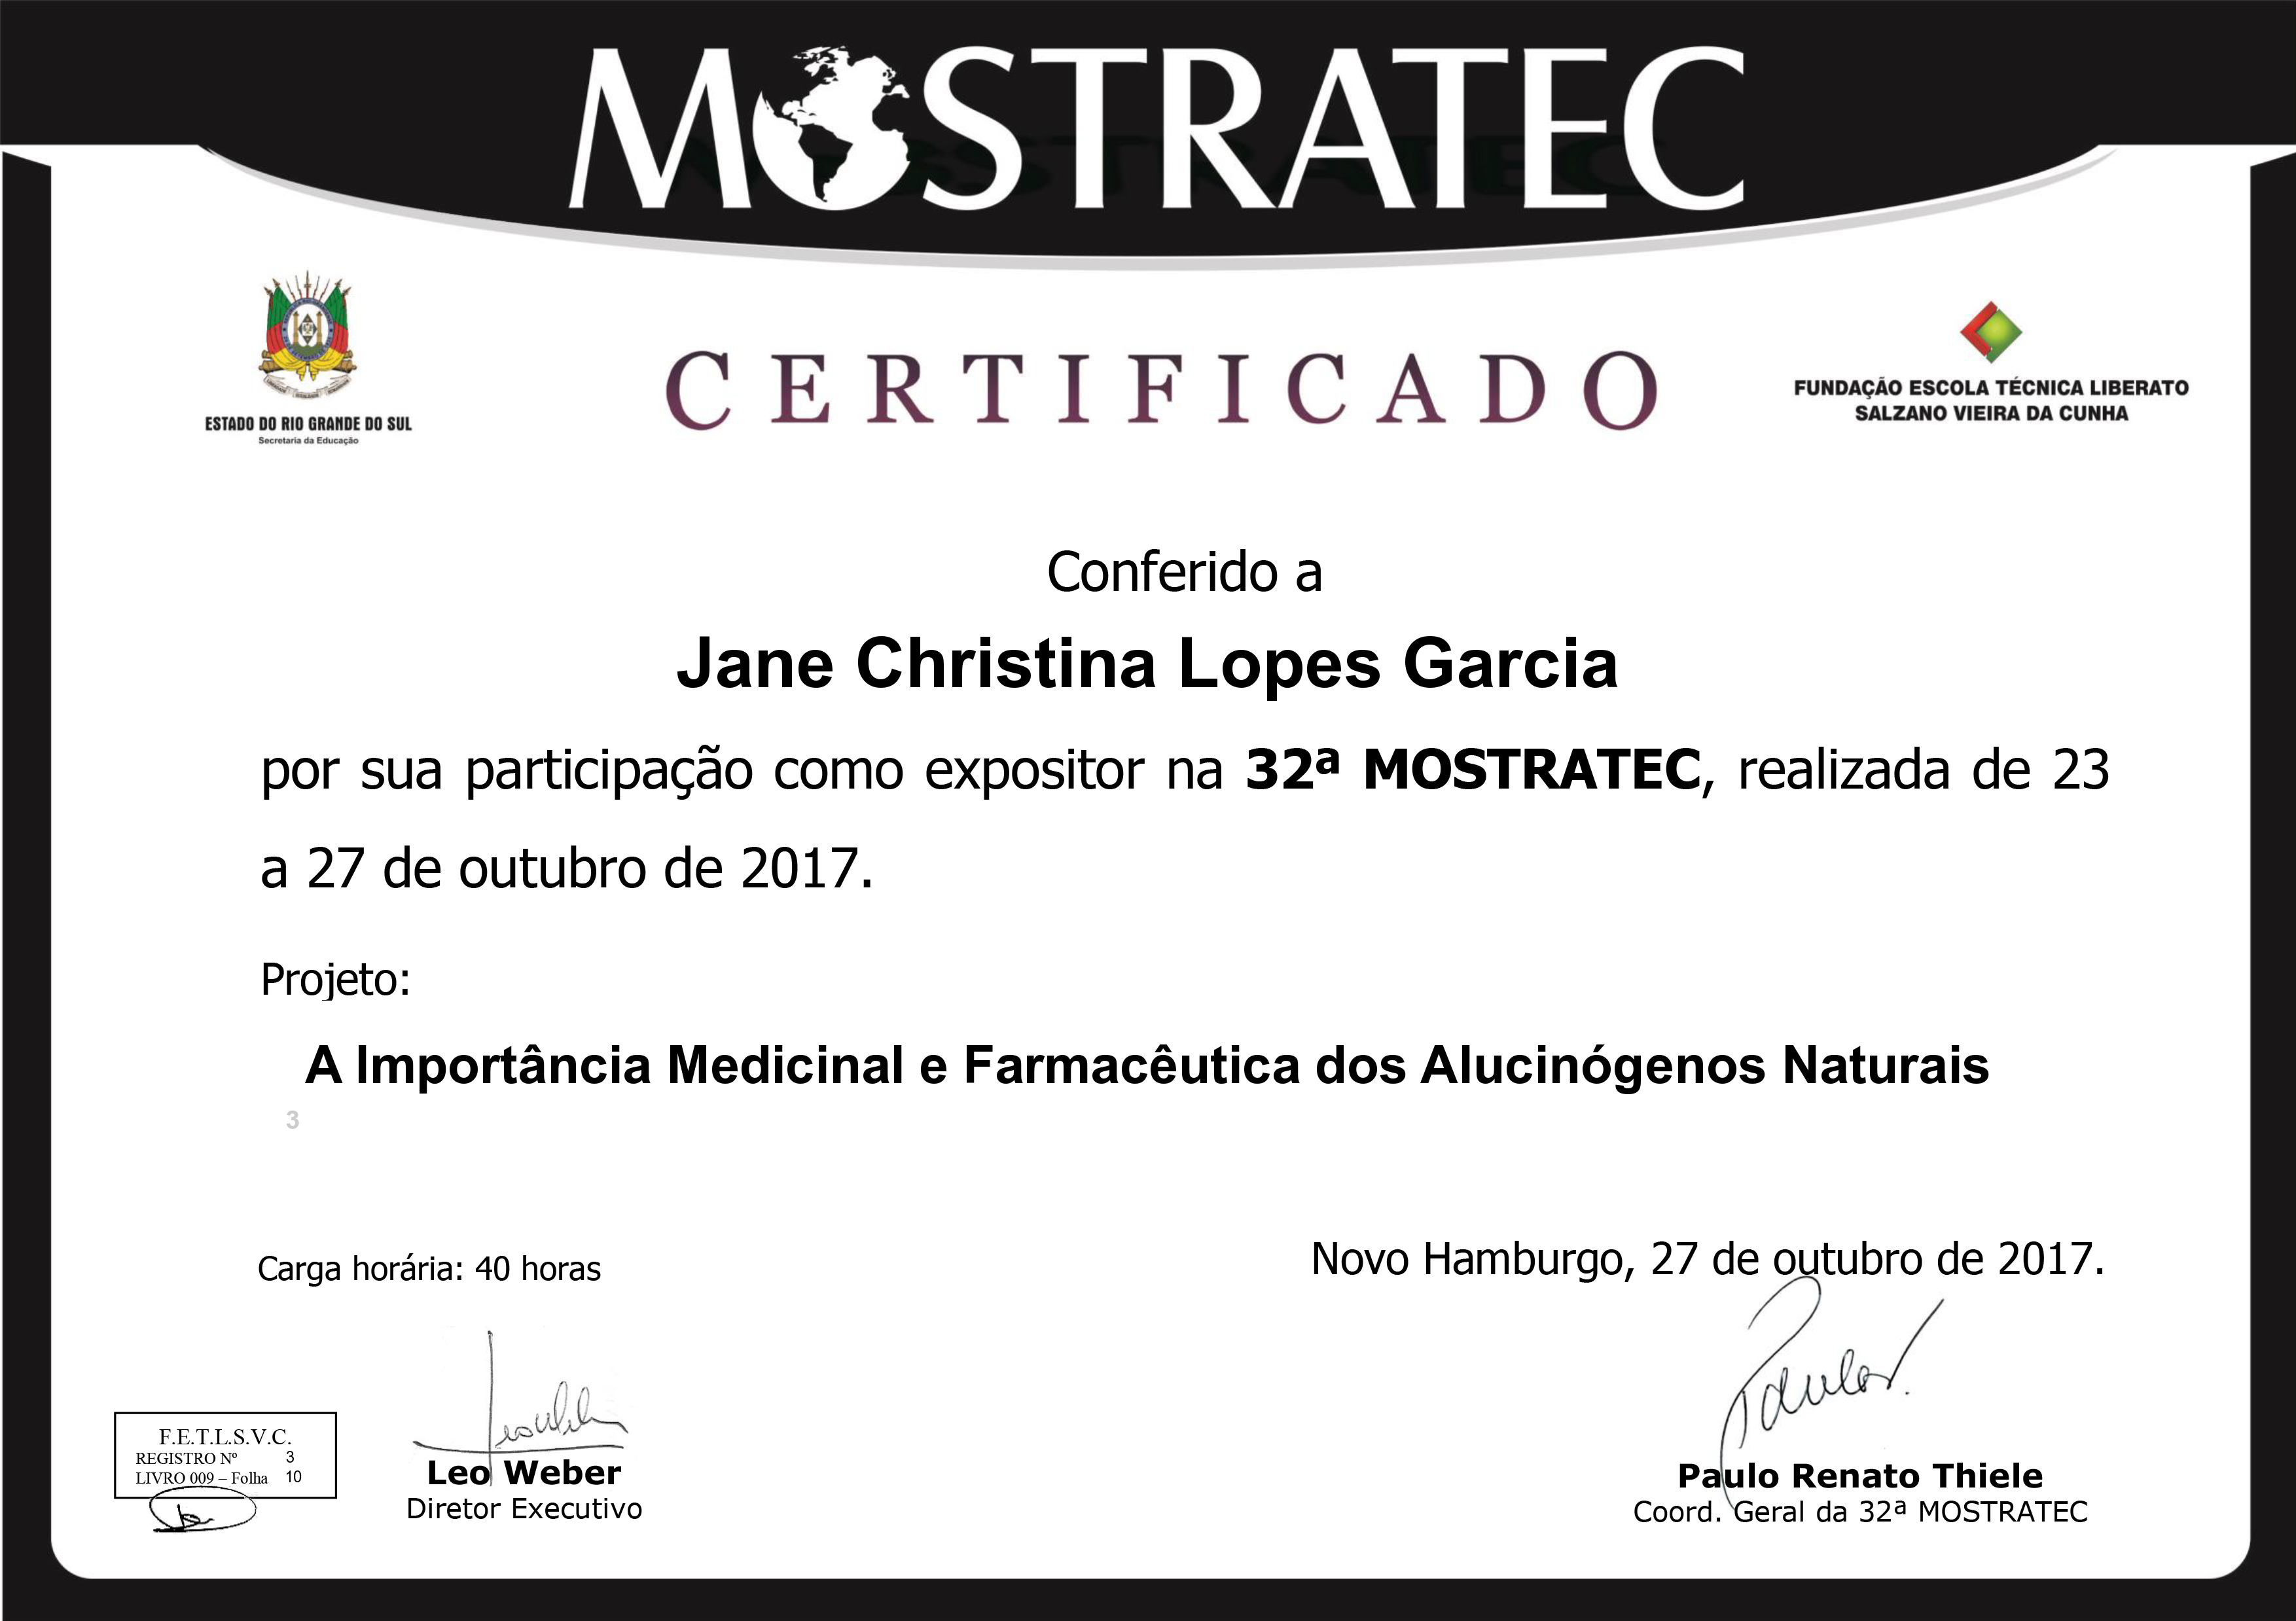 MOSTRATEC
ESTADO DO RIO GRANDE DO SUL
Secretaria da Educação
CERTIFICADO
FUNDAÇÃO ESCOLA TÉCNICA LIBERATO
SALZANO VIEIRA DA CUNHA
Conferido a
Jane Christina Lopes Garcia
por sua participação como expositor na 32ª MOSTRATEC, realizada de 23
a 27 de outubro de 2017.
Projeto:
A Importância Medicinal e Farmacêutica dos Alucinógenos Naturais
3
Carga horária: 40 horas
Novo Hamburgo, 27 de outubro de 2017.
F.E.T.L.S.V.C.
REGISTRO Nº 3
LIVRO 009 – Folha 10
Leo Weber
Diretor Executivo
Paulo Renato Thiele
Coord. Geral da 32ª MOSTRATEC